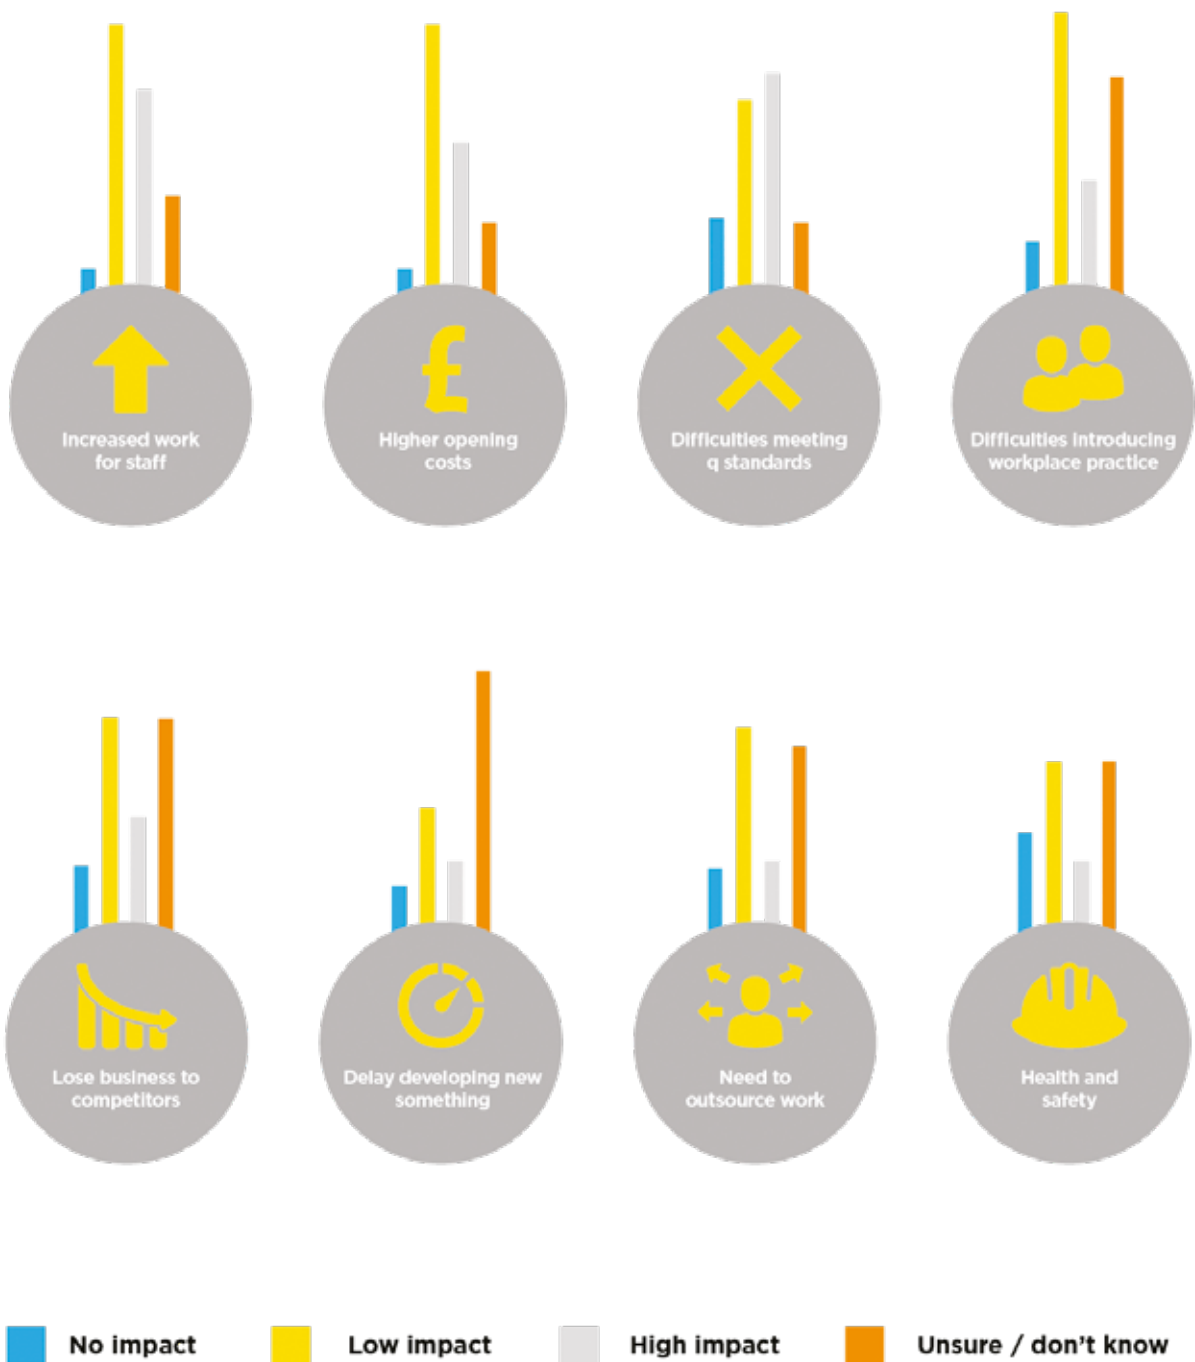 Increased work
for staff
Higher opening
costs
Difficulties meeting
q standards
Difficulties introducing
workplace practice
Lose business to
competitors
Delay developing new
something
Need to
outsource work
Health and
safety
No impact
Low impact
High impact
Unsure / don't know